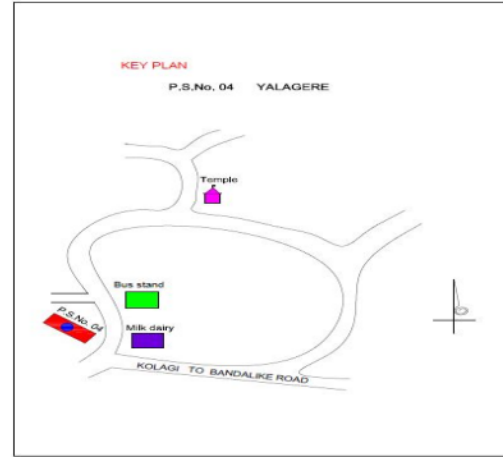 KEY PLAN
P.S.No. 04 YALAGERE
Temple
Bus stand
P.S.No. 04
Milk dairy
KOLAGI TO BANDALIKE ROAD